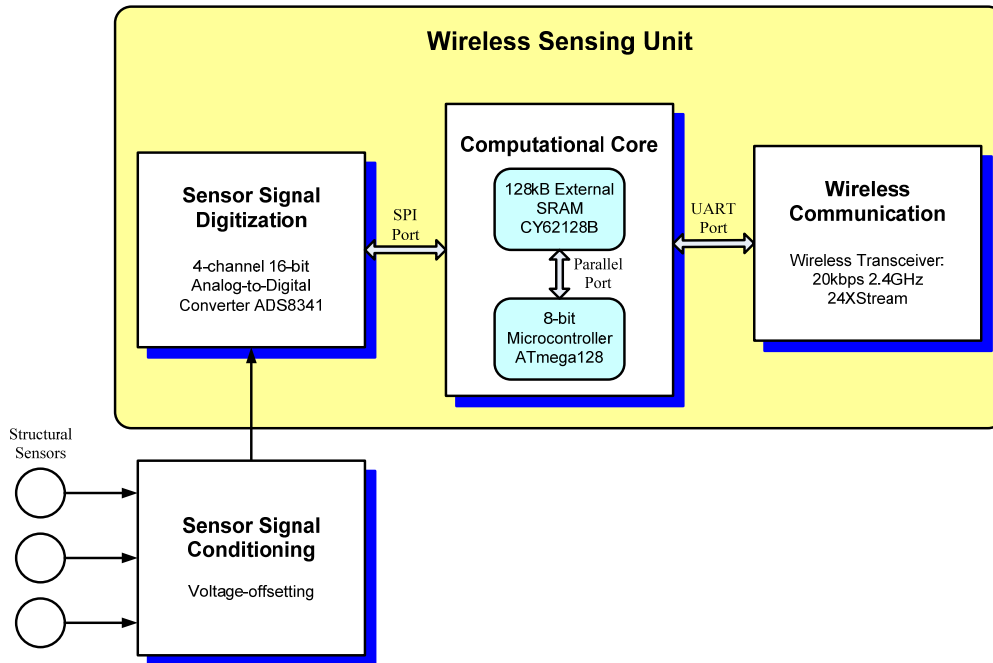 Wireless Sensing Unit
Sensor Signal
Digitization
4-channel 16-bit
Analog-to-Digital
Converter ADS8341
SPI
Port
Computational Core
128kB External
SRAM
CY62128B
Parallel
Port
8-bit
Microcontroller
ATmega128
UART
Port
Wireless
Communication
Wireless Transceiver:
20kbps 2.4GHz
24XStream
Structural
Sensors
Sensor Signal
Conditioning
Voltage-offsetting